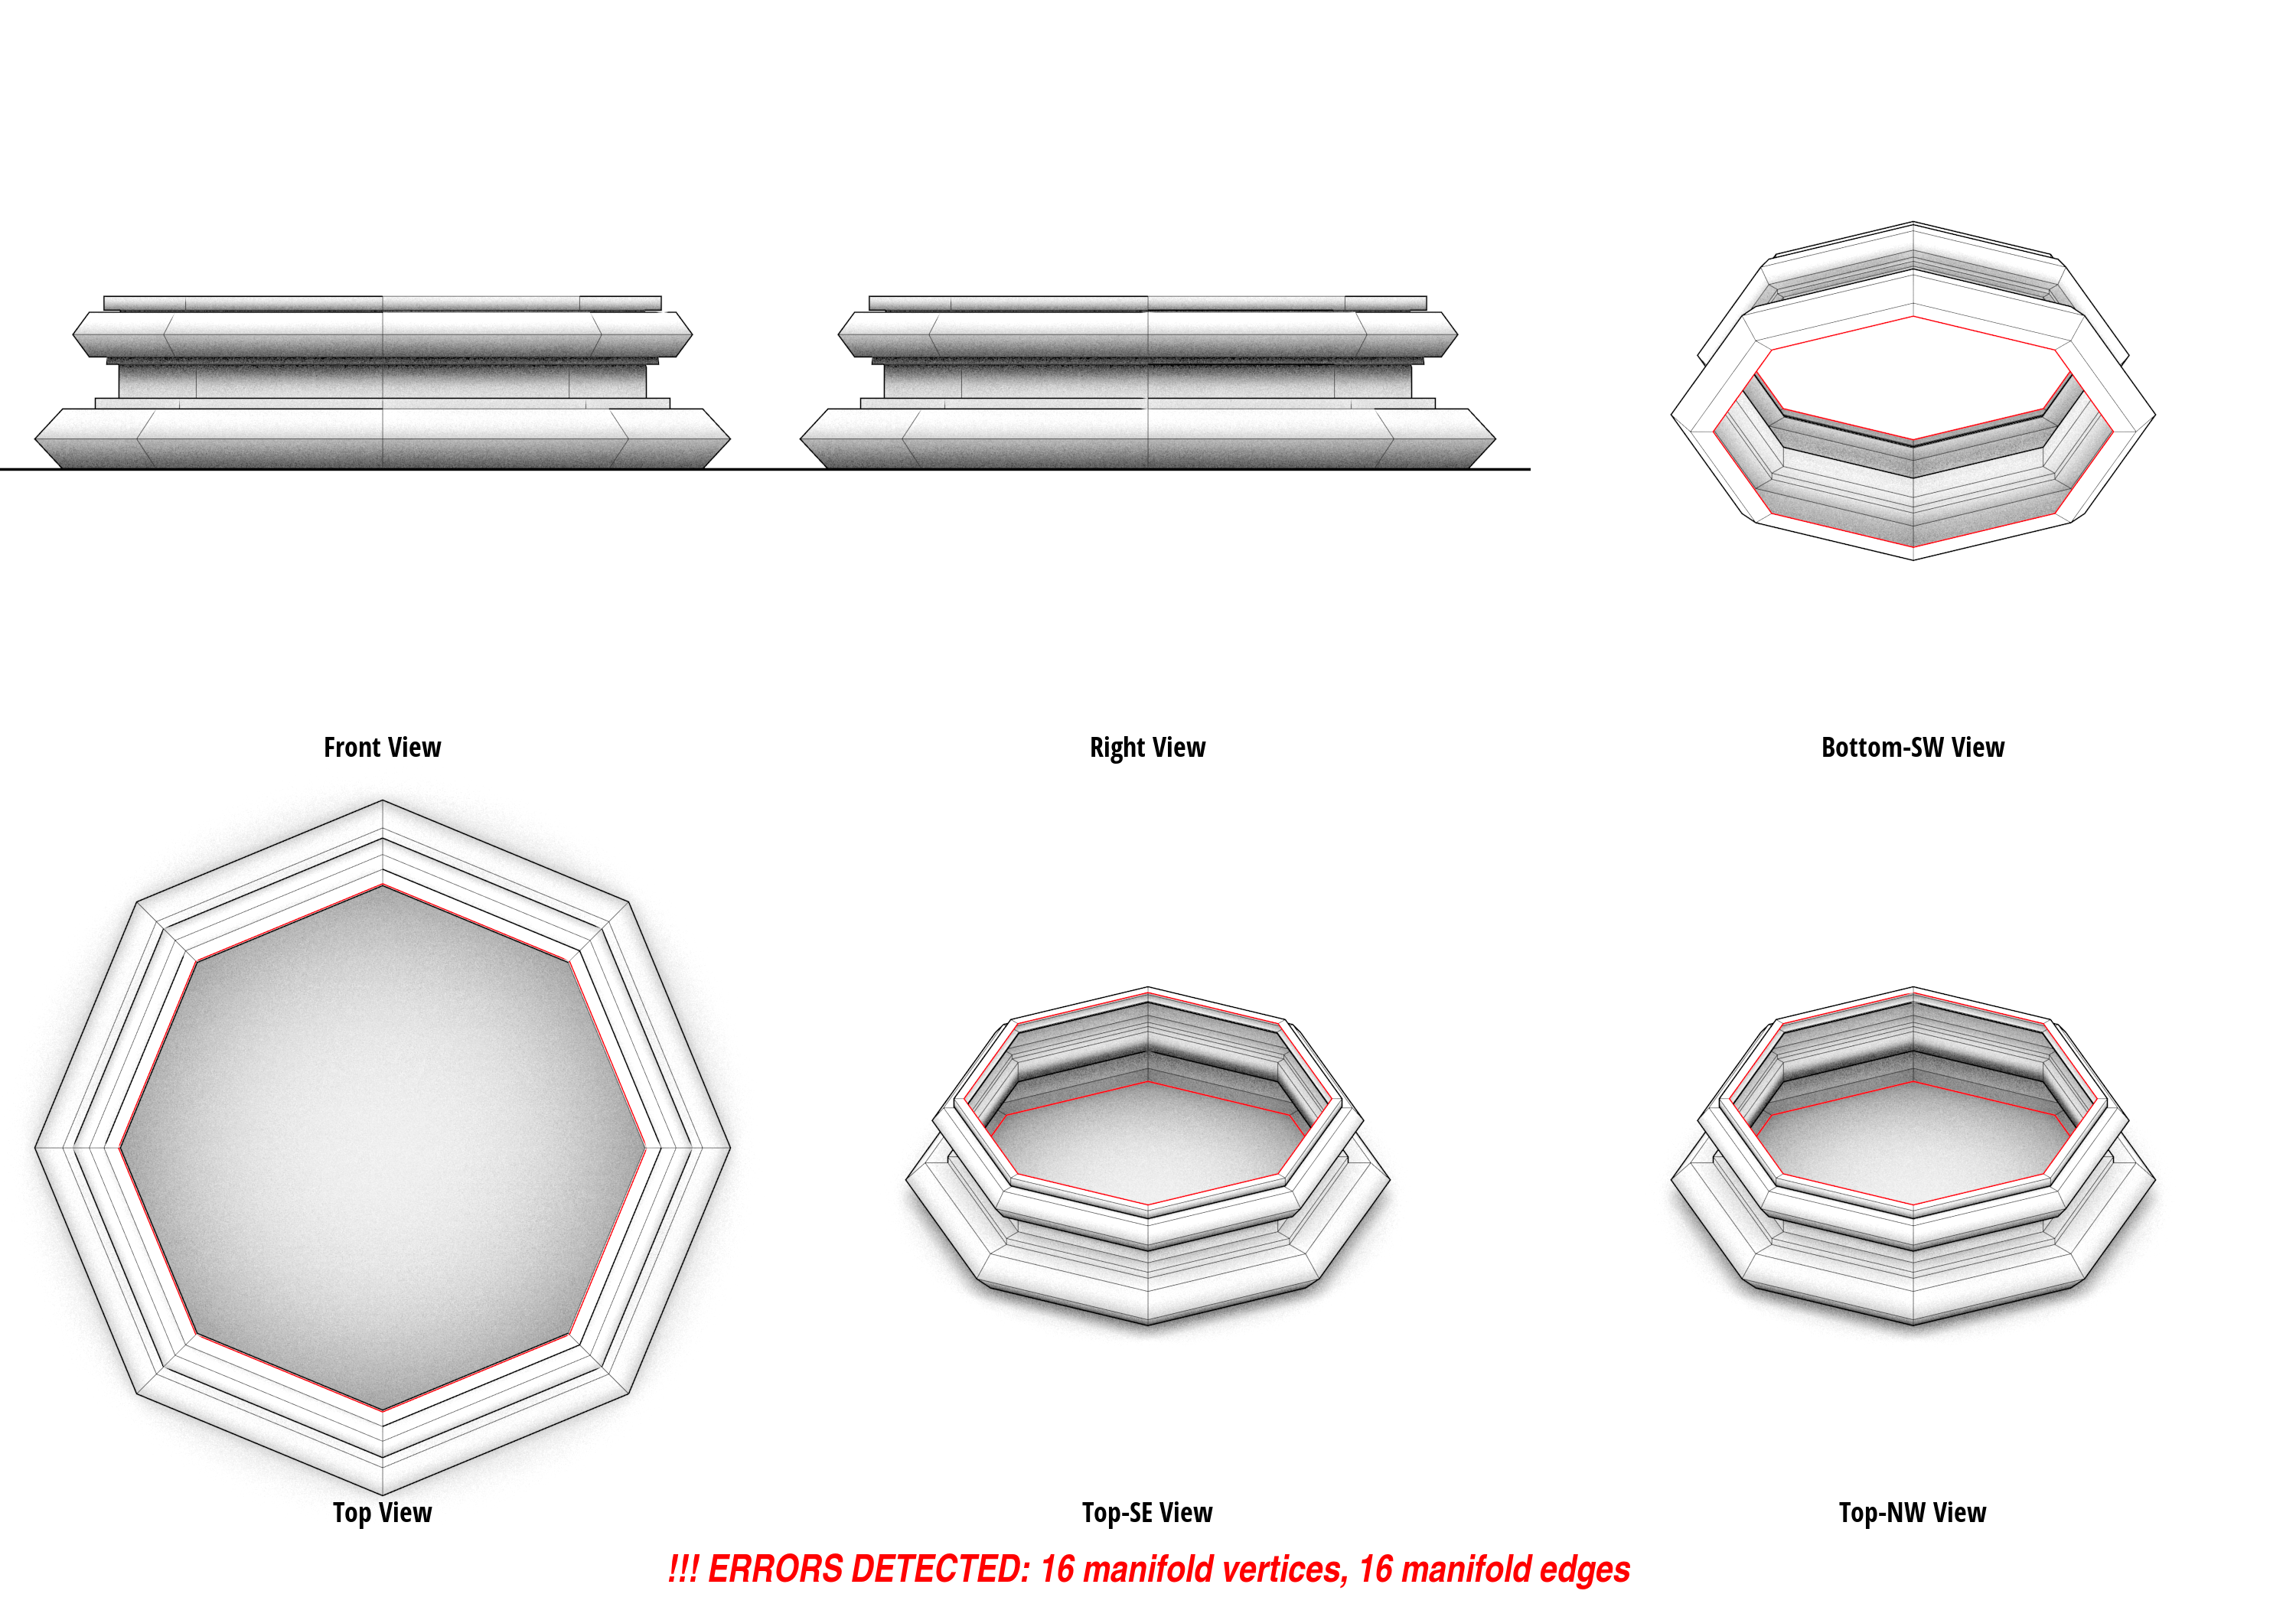 Front View
Right View
Bottom-SW View
Top View
Top-SE View
Top-NW View
!!! ERRORS DETECTED: 16 manifold vertices, 16 manifold edges